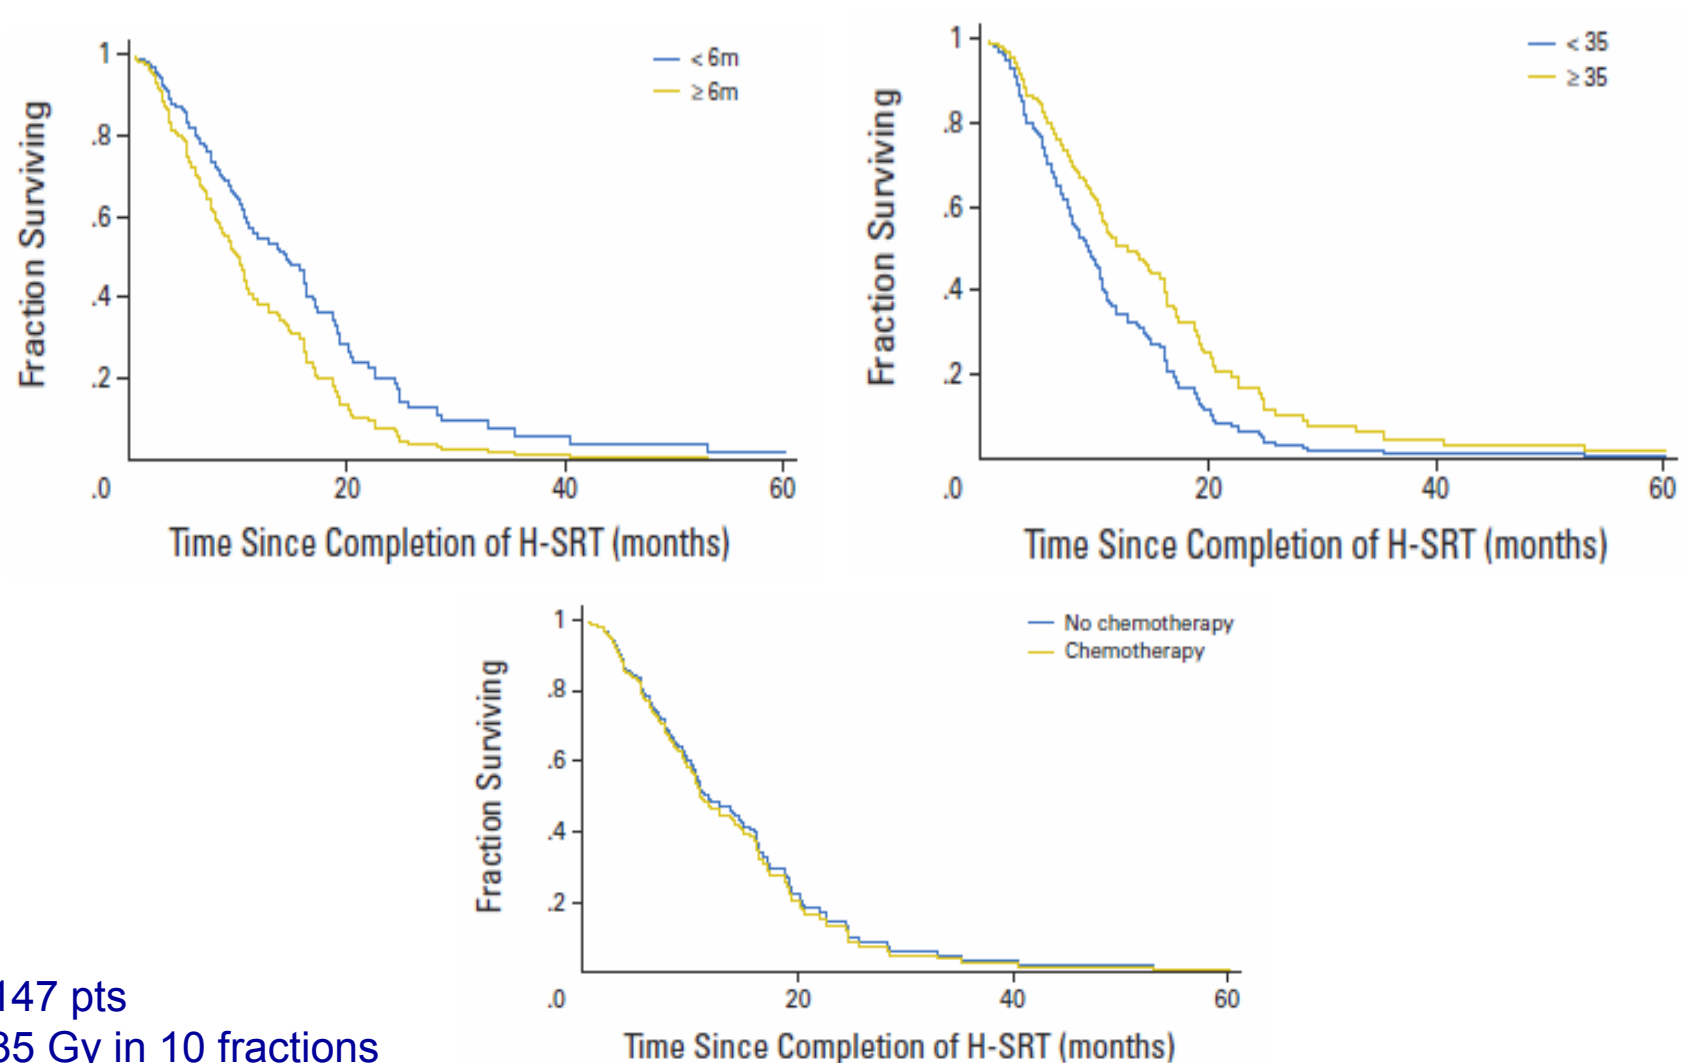 1
.8
.6
.4
.2
.0
20
40
60
Fraction Surviving
Time Since Completion of H-SRT (months)
< 6m
≥ 6m
1
.8
.6
.4
.2
.0
20
40
60
Fraction Surviving
Time Since Completion of H-SRT (months)
< 35
≥ 35
1
.8
.6
.4
.2
.0
20
40
60
Fraction Surviving
Time Since Completion of H-SRT (months)
No chemotherapy
Chemotherapy
147 pts
35 Gy in 10 fractions